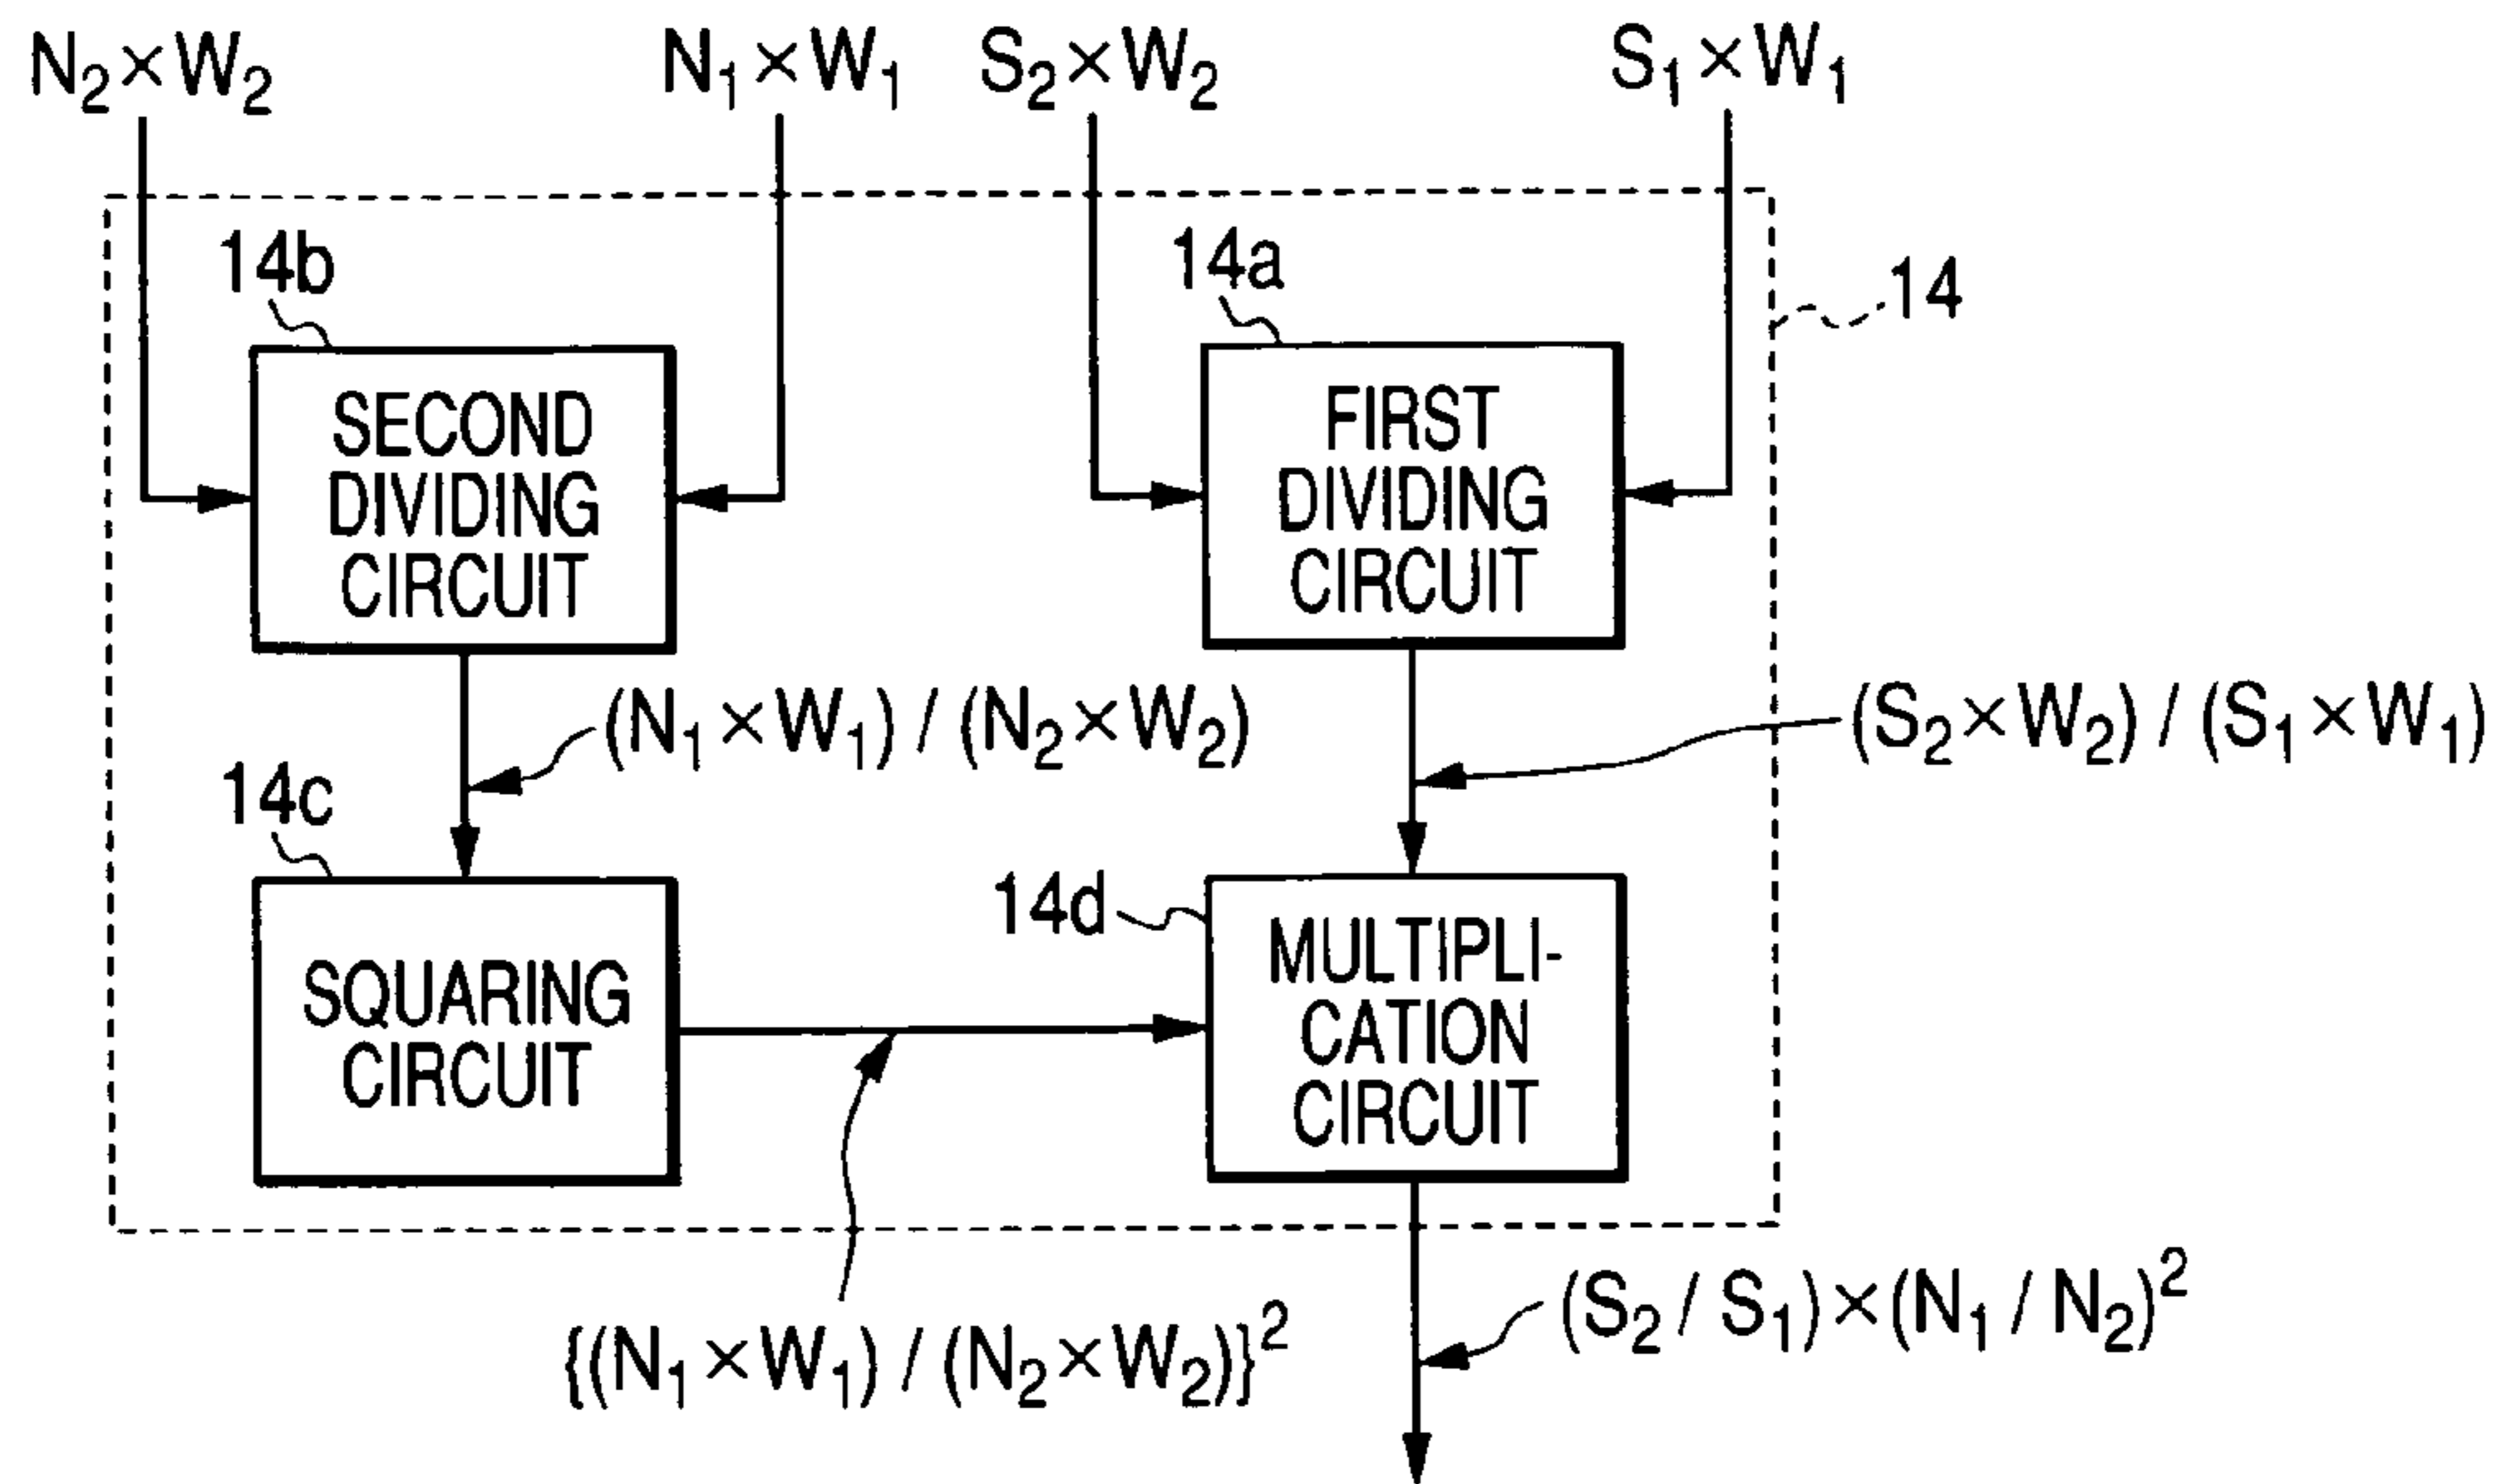 N₂×W₂
N₁×W₁
S₂×W₂
S₁×W₁
14b
14a
14
SECOND
DIVIDING
CIRCUIT
FIRST
DIVIDING
CIRCUIT
(N₁×W₁)/(N₂×W₂)
(S₂×W₂)/(S₁×W₁)
14c
14d
SQUARING
CIRCUIT
MULTIPLI-
CATION
CIRCUIT
{(N₁×W₁)/(N₂×W₂)}²
(S₂/S₁)×(N₁/N₂)²